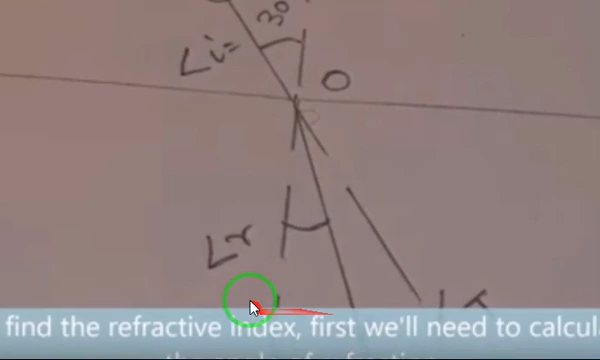 30
∠i=
O
∠r
find the refractive index, first we'll need to calcula